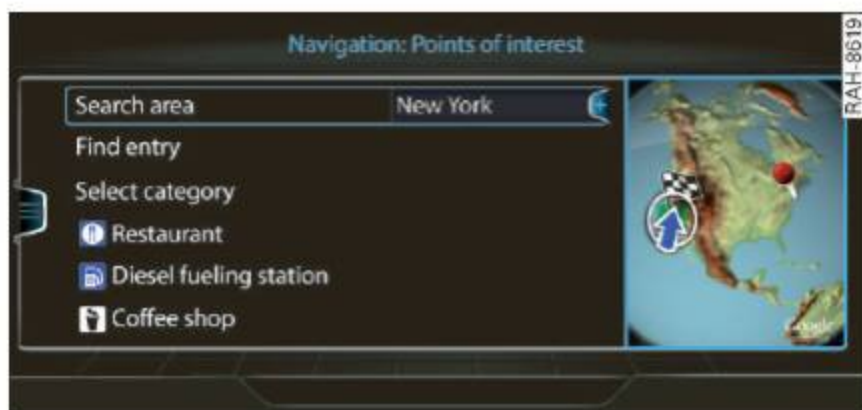 Navigation: Points of interest
Search area New York
Find entry
Select category
Restaurant
Diesel fueling station
Coffee shop
Google
RAH-8619